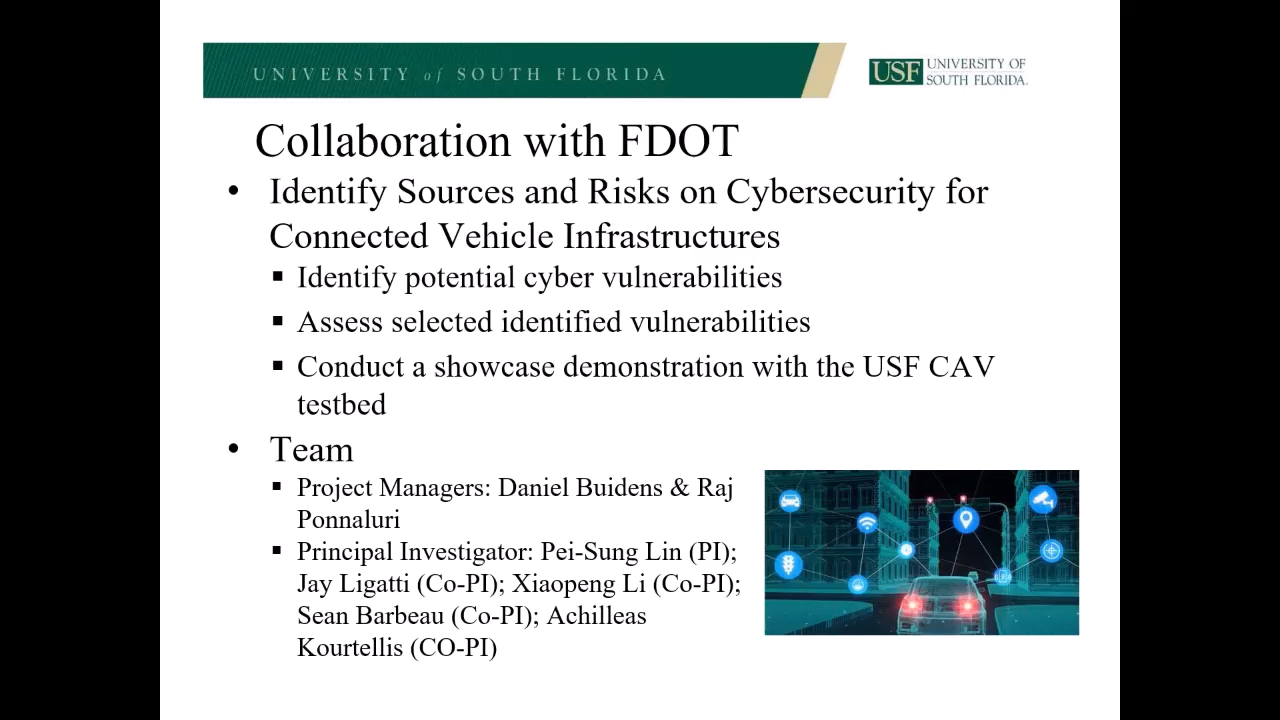 UNIVERSITY of SOUTH FLORIDA
USF UNIVERSITY OF
SOUTH FLORIDA.
Collaboration with FDOT
• Identify Sources and Risks on Cybersecurity for
Connected Vehicle Infrastructures
▪ Identify potential cyber vulnerabilities
▪ Assess selected identified vulnerabilities
▪ Conduct a showcase demonstration with the USF CAV
testbed
• Team
▪ Project Managers: Daniel Buidens & Raj
Ponnaluri
▪ Principal Investigator: Pei-Sung Lin (PI);
Jay Ligatti (Co-PI); Xiaopeng Li (Co-PI);
Sean Barbeau (Co-PI); Achilleas
Kourtellis (CO-PI)